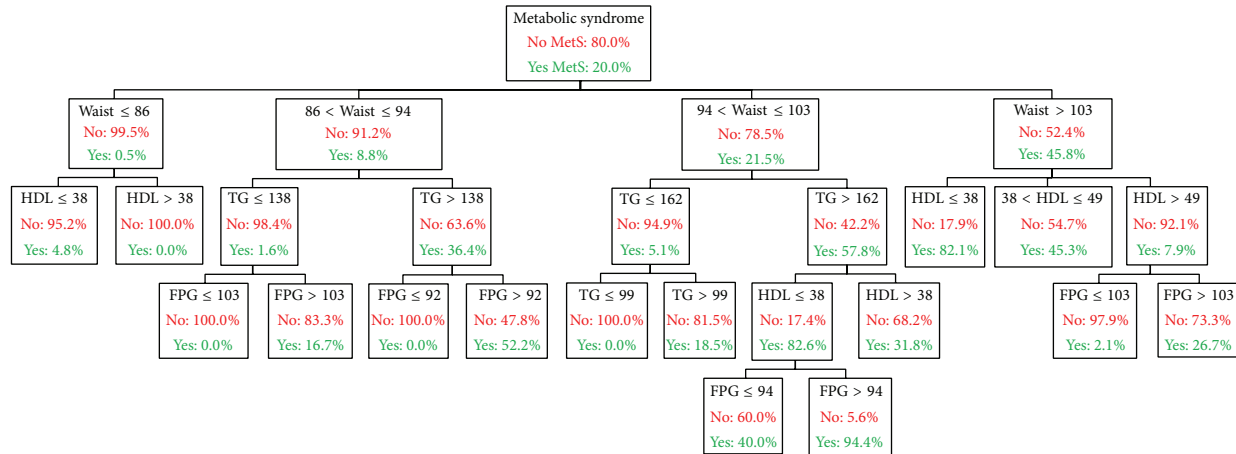 Metabolic syndrome
No MetS: 80.0%
Yes MetS: 20.0%
Waist ≤ 86
No: 99.5%
Yes: 0.5%
86 < Waist ≤ 94
No: 91.2%
Yes: 8.8%
94 < Waist ≤ 103
No: 78.5%
Yes: 21.5%
Waist > 103
No: 52.4%
Yes: 45.8%
HDL ≤ 38
No: 95.2%
Yes: 4.8%
HDL > 38
No: 100.0%
Yes: 0.0%
TG ≤ 138
No: 98.4%
Yes: 1.6%
TG > 138
No: 63.6%
Yes: 36.4%
TG ≤ 162
No: 94.9%
Yes: 5.1%
TG > 162
No: 42.2%
Yes: 57.8%
HDL ≤ 38
No: 17.9%
Yes: 82.1%
38 < HDL ≤ 49
No: 54.7%
Yes: 45.3%
HDL > 49
No: 92.1%
Yes: 7.9%
FPG ≤ 103
No: 100.0%
Yes: 0.0%
FPG > 103
No: 83.3%
Yes: 16.7%
FPG ≤ 92
No: 100.0%
Yes: 0.0%
FPG > 92
No: 47.8%
Yes: 52.2%
TG ≤ 99
No: 100.0%
Yes: 0.0%
TG > 99
No: 81.5%
Yes: 18.5%
HDL ≤ 38
No: 17.4%
Yes: 82.6%
HDL > 38
No: 68.2%
Yes: 31.8%
FPG ≤ 103
No: 97.9%
Yes: 2.1%
FPG > 103
No: 73.3%
Yes: 26.7%
FPG ≤ 94
No: 60.0%
Yes: 40.0%
FPG > 94
No: 5.6%
Yes: 94.4%